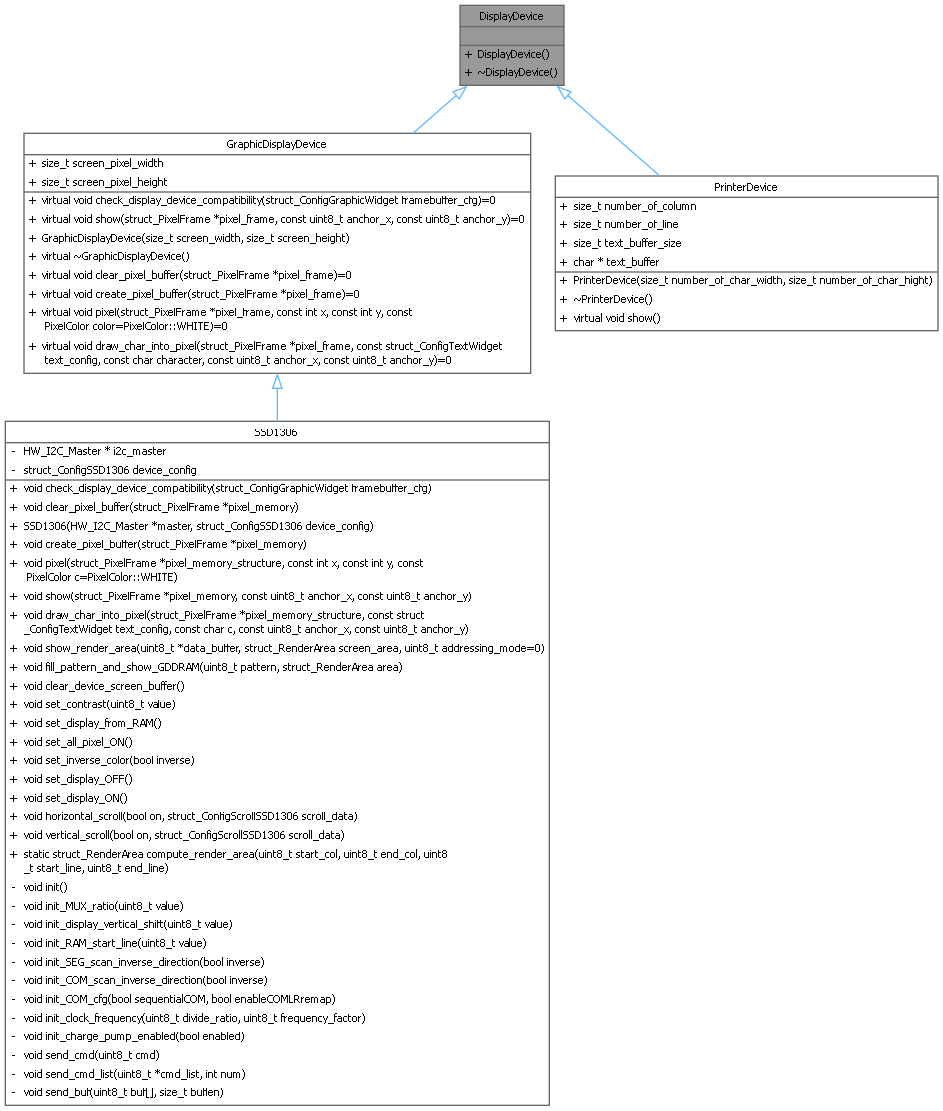 DisplayDevice
+ DisplayDevice()
+ ~DisplayDevice()
GraphicDisplayDevice
+ size_t screen_pixel_width
+ size_t screen_pixel_height
+ virtual void check_display_device_compatibility(struct_ConfigGraphicWidget framebuffer_cfg)=0
+ virtual void show(struct_PixelFrame *pixel_frame, const uint8_t anchor_x, const uint8_t anchor_y)=0
+ GraphicDisplayDevice(size_t screen_width, size_t screen_height)
+ virtual ~GraphicDisplayDevice()
+ virtual void clear_pixel_buffer(struct_PixelFrame *pixel_frame)=0
+ virtual void create_pixel_buffer(struct_PixelFrame *pixel_frame)=0
+ virtual void pixel(struct_PixelFrame *pixel_frame, const int x, const int y, const
PixelColor color=PixelColor::WHITE)=0
+ virtual void draw_char_into_pixel(struct_PixelFrame *pixel_frame, const struct_ConfigTextWidget
text_config, const char character, const uint8_t anchor_x, const uint8_t anchor_y)=0
PrinterDevice
+ size_t number_of_column
+ size_t number_of_line
+ size_t text_buffer_size
+ char * text_buffer
+ PrinterDevice(size_t number_of_char_width, size_t number_of_char_hight)
+ ~PrinterDevice()
+ virtual void show()
SSD1306
- HW_I2C_Master * i2c_master
- struct_ConfigSSD1306 device_config
+ void check_display_device_compatibility(struct_ConfigGraphicWidget framebuffer_cfg)
+ void clear_pixel_buffer(struct_PixelFrame *pixel_memory)
+ SSD1306(HW_I2C_Master *master, struct_ConfigSSD1306 device_config)
+ void create_pixel_buffer(struct_PixelFrame *pixel_memory)
+ void pixel(struct_PixelFrame *pixel_memory_structure, const int x, const int y, const
PixelColor c=PixelColor::WHITE)
+ void show(struct_PixelFrame *pixel_memory, const uint8_t anchor_x, const uint8_t anchor_y)
+ void draw_char_into_pixel(struct_PixelFrame *pixel_memory_structure, const struct
_ConfigTextWidget text_config, const char c, const uint8_t anchor_x, const uint8_t anchor_y)
+ void show_render_area(uint8_t *data_buffer, struct_RenderArea screen_area, uint8_t addressing_mode=0)
+ void fill_pattern_and_show_GDDRAM(uint8_t pattern, struct_RenderArea area)
+ void clear_device_screen_buffer()
+ void set_contrast(uint8_t value)
+ void set_display_from_RAM()
+ void set_all_pixel_ON()
+ void set_inverse_color(bool inverse)
+ void set_display_OFF()
+ void set_display_ON()
+ void horizontal_scroll(bool on, struct_ConfigScrollSSD1306 scroll_data)
+ void vertical_scroll(bool on, struct_ConfigScrollSSD1306 scroll_data)
+ static struct_RenderArea compute_render_area(uint8_t start_col, uint8_t end_col, uint8
_t start_line, uint8_t end_line)
- void init()
- void init_MUX_ratio(uint8_t value)
- void init_display_vertical_shift(uint8_t value)
- void init_RAM_start_line(uint8_t value)
- void init_SEG_scan_inverse_direction(bool inverse)
- void init_COM_scan_inverse_direction(bool inverse)
- void init_COM_cfg(bool sequentialCOM, bool enableCOMLRremap)
- void init_clock_frequency(uint8_t divide_ratio, uint8_t frequency_factor)
- void init_charge_pump_enabled(bool enabled)
- void send_cmd(uint8_t cmd)
- void send_cmd_list(uint8_t *cmd_list, int num)
- void send_buf(uint8_t buf[], size_t buflen)